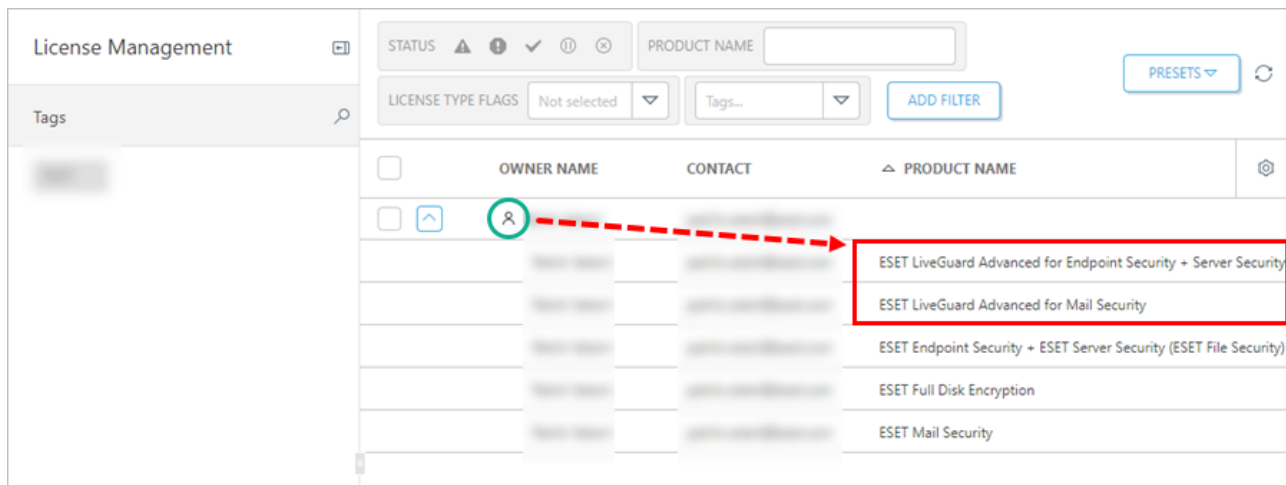 License Management
STATUS
PRODUCT NAME
PRESETS
LICENSE TYPE FLAGS Not selected
Tags...
ADD FILTER
Tags
OWNER NAME CONTACT PRODUCT NAME
ESET LiveGuard Advanced for Endpoint Security + Server Security
ESET LiveGuard Advanced for Mail Security
ESET Endpoint Security + ESET Server Security (ESET File Security)
ESET Full Disk Encryption
ESET Mail Security